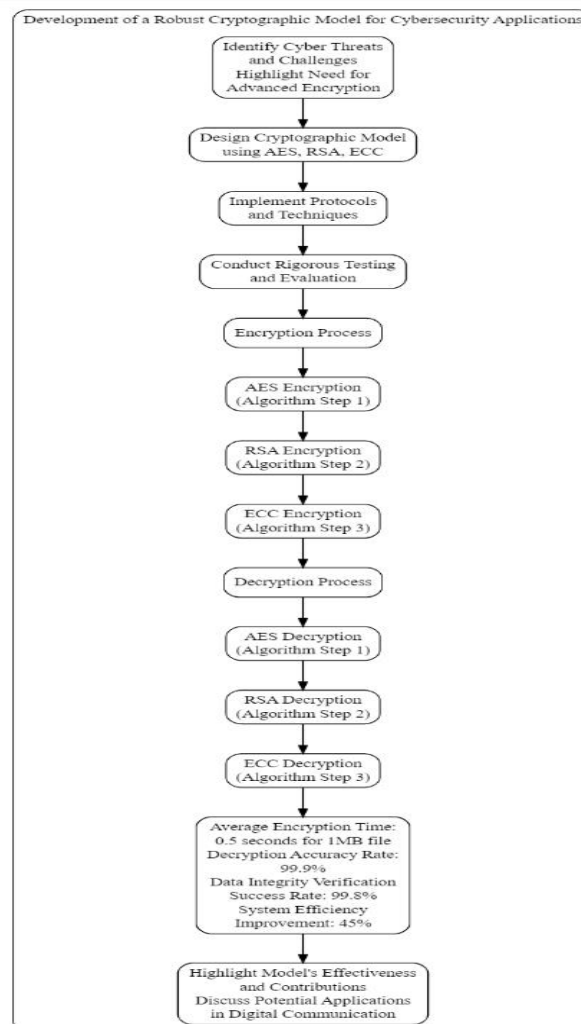 Development of a Robust Cryptographic Model for Cybersecurity Applications
Identify Cyber Threats
and Challenges
Highlight Need for
Advanced Encryption
Design Cryptographic Model
using AES, RSA, ECC
Implement Protocols
and Techniques
Conduct Rigorous Testing
and Evaluation
Encryption Process
AES Encryption
(Algorithm Step 1)
RSA Encryption
(Algorithm Step 2)
ECC Encryption
(Algorithm Step 3)
Decryption Process
AES Decryption
(Algorithm Step 1)
RSA Decryption
(Algorithm Step 2)
ECC Decryption
(Algorithm Step 3)
Average Encryption Time:
0.5 seconds for 1MB file
Decryption Accuracy Rate:
99.9%
Data Integrity Verification
Success Rate: 99.8%
System Efficiency
Improvement: 45%
Highlight Model's Effectiveness
and Contributions
Discuss Potential Applications
in Digital Communication